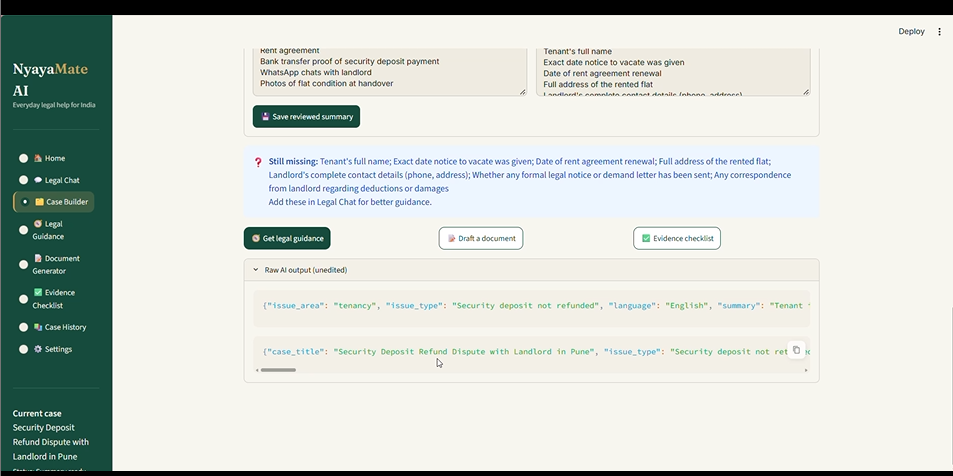 Deploy
NyayaMate
AI
Everyday legal help for India
Home
Legal Chat
Case Builder
Legal
Guidance
Document
Generator
Evidence
Checklist
Case History
Settings
Current case
Security Deposit
Refund Dispute with
Landlord in Pune
Rent agreement
Bank transfer proof of security deposit payment
WhatsApp chats with landlord
Photos of flat condition at handover
Tenant's full name
Exact date notice to vacate was given
Date of rent agreement renewal
Full address of the rented flat
Landlord's complete contact details (phone, address)
Save reviewed summary
Still missing: Tenant's full name; Exact date notice to vacate was given; Date of rent agreement renewal; Full address of the rented flat;
Landlord's complete contact details (phone, address); Whether any formal legal notice or demand letter has been sent; Any correspondence
from landlord regarding deductions or damages
Add these in Legal Chat for better guidance.
Get legal guidance
Draft a document
Evidence checklist
Raw AI output (unedited)
{"issue_area": "tenancy", "issue_type": "Security deposit not refunded", "language": "English", "summary": "Tenant
{"case_title": "Security Deposit Refund Dispute with Landlord in Pune", "issue_type": "Security deposit not